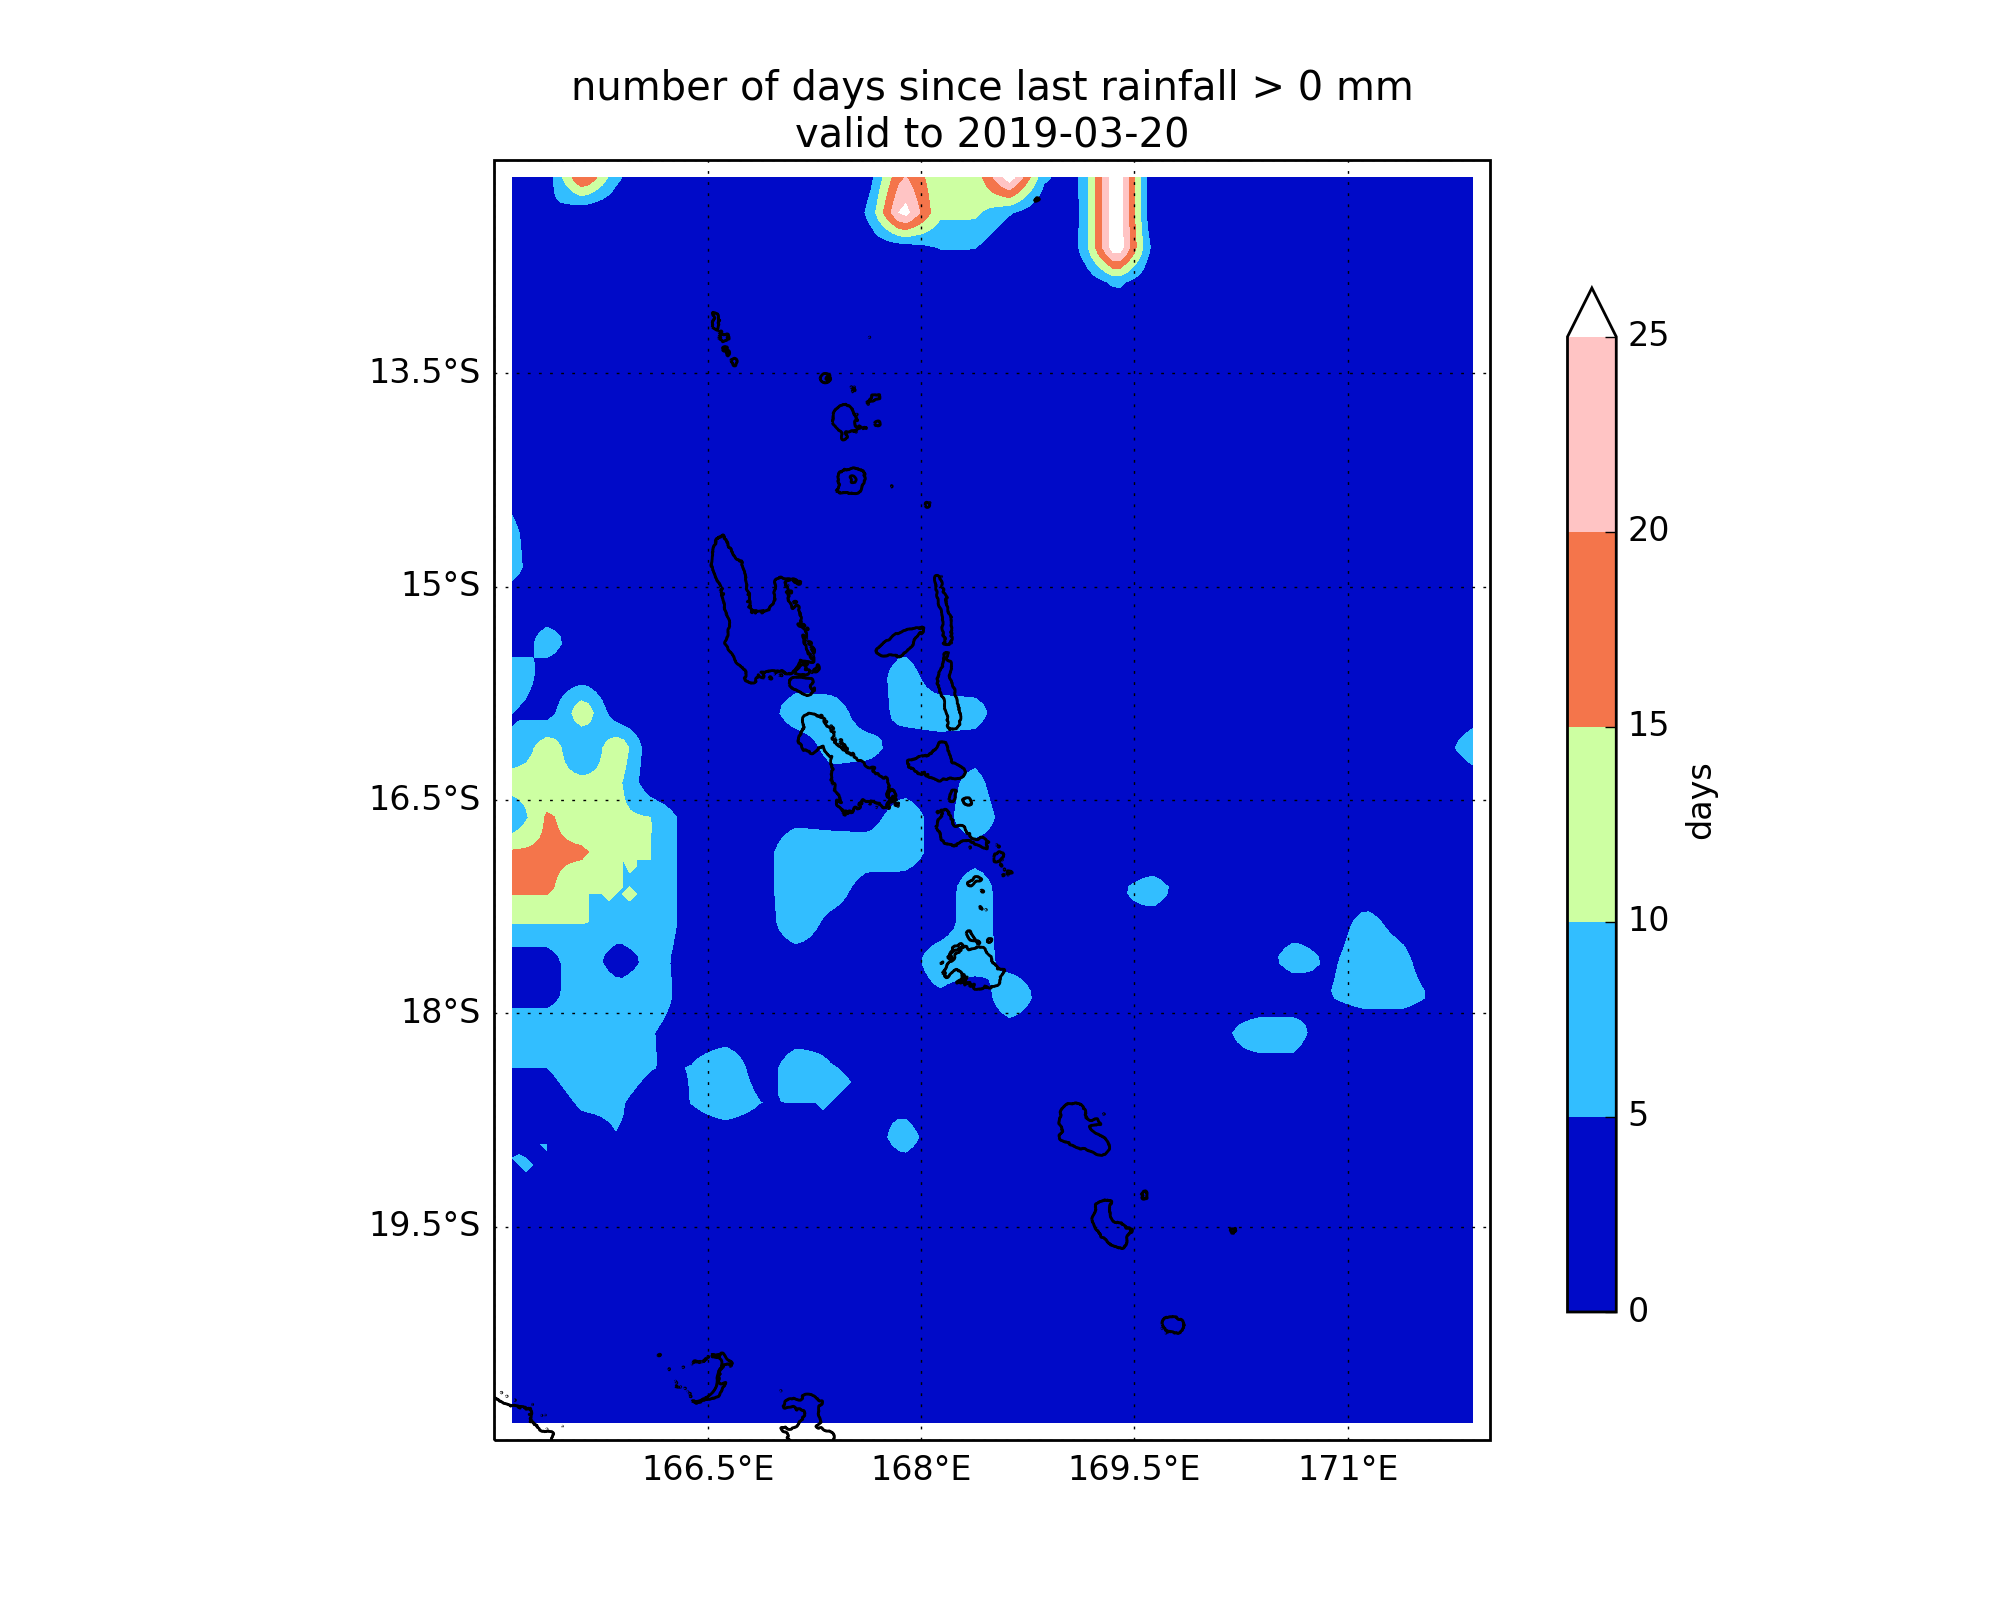 number of days since last rainfall > 0 mm
valid to 2019-03-20
13.5°S
15°S
16.5°S
18°S
19.5°S
166.5°E
168°E
169.5°E
171°E
25
20
15
10
5
0
days